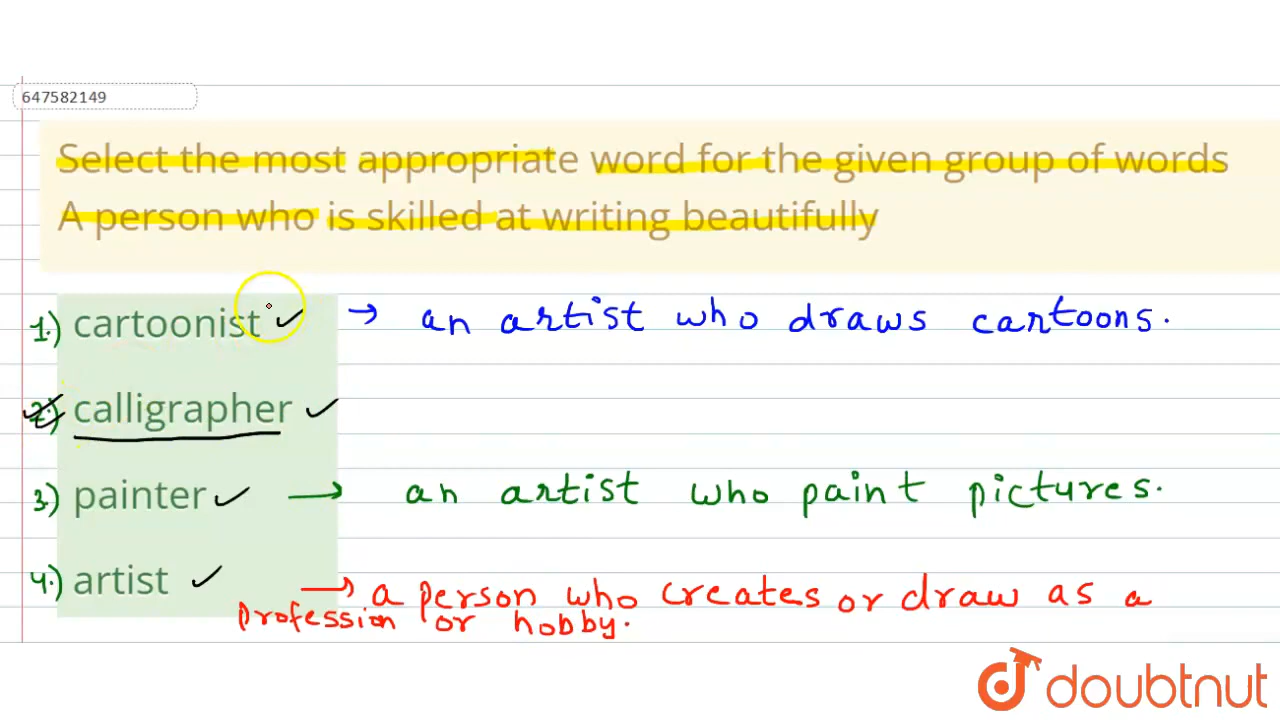 647582149
Select the most appropriate word for the given group of words
A person who is skilled at writing beautifully
1.) cartoonist → an artist who draws cartoons.
2.) calligrapher
3.) painter → an artist who paint pictures.
4.) artist → a person who creates or draw as a
profession or hobby.
doubtnut